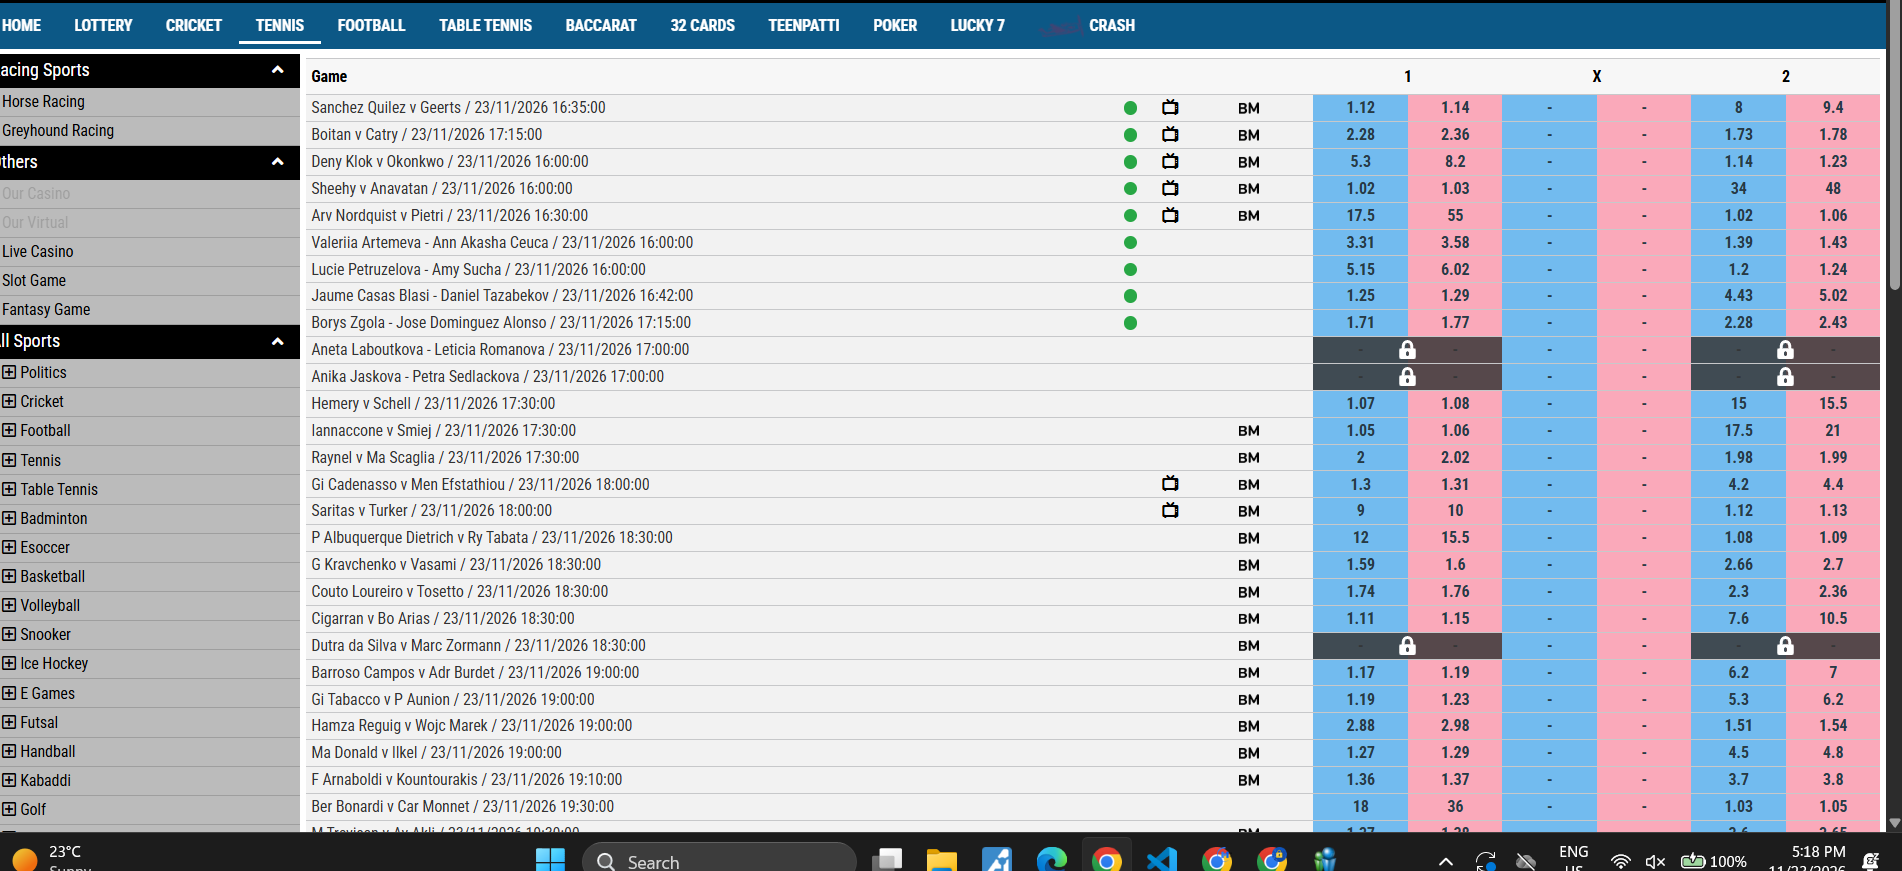 HOME LOTTERY CRICKET TENNIS FOOTBALL TABLE TENNIS BACCARAT 32 CARDS TEENPATTI POKER LUCKY 7 CRASH
acing Sports
Horse Racing
Greyhound Racing
thers
Our Casino
Our Virtual
Live Casino
Slot Game
Fantasy Game
ll Sports
Politics
Cricket
Football
Tennis
Table Tennis
Badminton
Esoccer
Basketball
Volleyball
Snooker
Ice Hockey
E Games
Futsal
Handball
Kabaddi
Golf
Game 1 X 2
Sanchez Quilez v Geerts / 23/11/2026 16:35:00 BM 1.12 1.14 - - 8 9.4
Boitan v Catry / 23/11/2026 17:15:00 BM 2.28 2.36 - - 1.73 1.78
Deny Klok v Okonkwo / 23/11/2026 16:00:00 BM 5.3 8.2 - - 1.14 1.23
Sheehy v Anavatan / 23/11/2026 16:00:00 BM 1.02 1.03 - - 34 48
Arv Nordquist v Pietri / 23/11/2026 16:30:00 BM 17.5 55 - - 1.02 1.06
Valeriia Artemeva - Ann Akasha Ceuca / 23/11/2026 16:00:00 3.31 3.58 - - 1.39 1.43
Lucie Petruzelova - Amy Sucha / 23/11/2026 16:00:00 5.15 6.02 - - 1.2 1.24
Jaume Casas Blasi - Daniel Tazabekov / 23/11/2026 16:42:00 1.25 1.29 - - 4.43 5.02
Borys Zgola - Jose Dominguez Alonso / 23/11/2026 17:15:00 1.71 1.77 - - 2.28 2.43
Aneta Laboutkova - Leticia Romanova / 23/11/2026 17:00:00 - - - - - -
Anika Jaskova - Petra Sedlackova / 23/11/2026 17:00:00 - - - - - -
Hemery v Schell / 23/11/2026 17:30:00 1.07 1.08 - - 15 15.5
Iannaccone v Smiej / 23/11/2026 17:30:00 BM 1.05 1.06 - - 17.5 21
Raynel v Ma Scaglia / 23/11/2026 17:30:00 BM 2 2.02 - - 1.98 1.99
Gi Cadenasso v Men Efstathiou / 23/11/2026 18:00:00 BM 1.3 1.31 - - 4.2 4.4
Saritas v Turker / 23/11/2026 18:00:00 BM 9 10 - - 1.12 1.13
P Albuquerque Dietrich v Ry Tabata / 23/11/2026 18:30:00 BM 12 15.5 - - 1.08 1.09
G Kravchenko v Vasami / 23/11/2026 18:30:00 BM 1.59 1.6 - - 2.66 2.7
Couto Loureiro v Tosetto / 23/11/2026 18:30:00 BM 1.74 1.76 - - 2.3 2.36
Cigarran v Bo Arias / 23/11/2026 18:30:00 BM 1.11 1.15 - - 7.6 10.5
Dutra da Silva v Marc Zormann / 23/11/2026 18:30:00 BM - - - - - -
Barroso Campos v Adr Burdet / 23/11/2026 19:00:00 BM 1.17 1.19 - - 6.2 7
Gi Tabacco v P Aunion / 23/11/2026 19:00:00 BM 1.19 1.23 - - 5.3 6.2
Hamza Reguig v Wojc Marek / 23/11/2026 19:00:00 BM 2.88 2.98 - - 1.51 1.54
Ma Donald v Ilkel / 23/11/2026 19:00:00 BM 1.27 1.29 - - 4.5 4.8
F Arnaboldi v Kountourakis / 23/11/2026 19:10:00 BM 1.36 1.37 - - 3.7 3.8
Ber Bonardi v Car Monnet / 23/11/2026 19:30:00 18 36 - - 1.03 1.05
23°C
Search
ENG
5:18 PM
100%